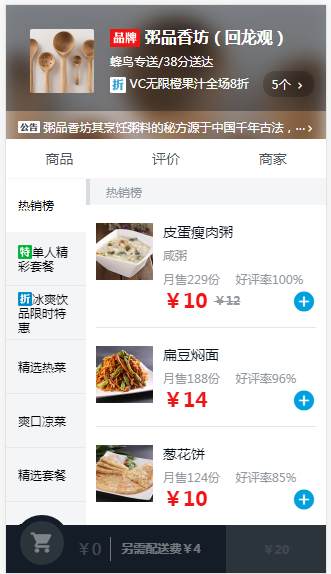 品牌 粥品香坊（回龙观）
蜂鸟专送/38分送达
折 VC无限橙果汁全场8折
5个 >
公告 粥品香坊其烹饪粥料的秘方源于中国千年古法，... >
商品 评价 商家
热销榜
特单人精
彩套餐
折冰爽饮
品限时特
惠
精选热菜
爽口凉菜
精选套餐
热销榜
皮蛋瘦肉粥
咸粥
月售229份 好评率100%
￥10 ￥12
扁豆焖面
月售188份 好评率96%
￥14
葱花饼
月售124份 好评率85%
￥10
￥0 另需配送费￥4 ￥20